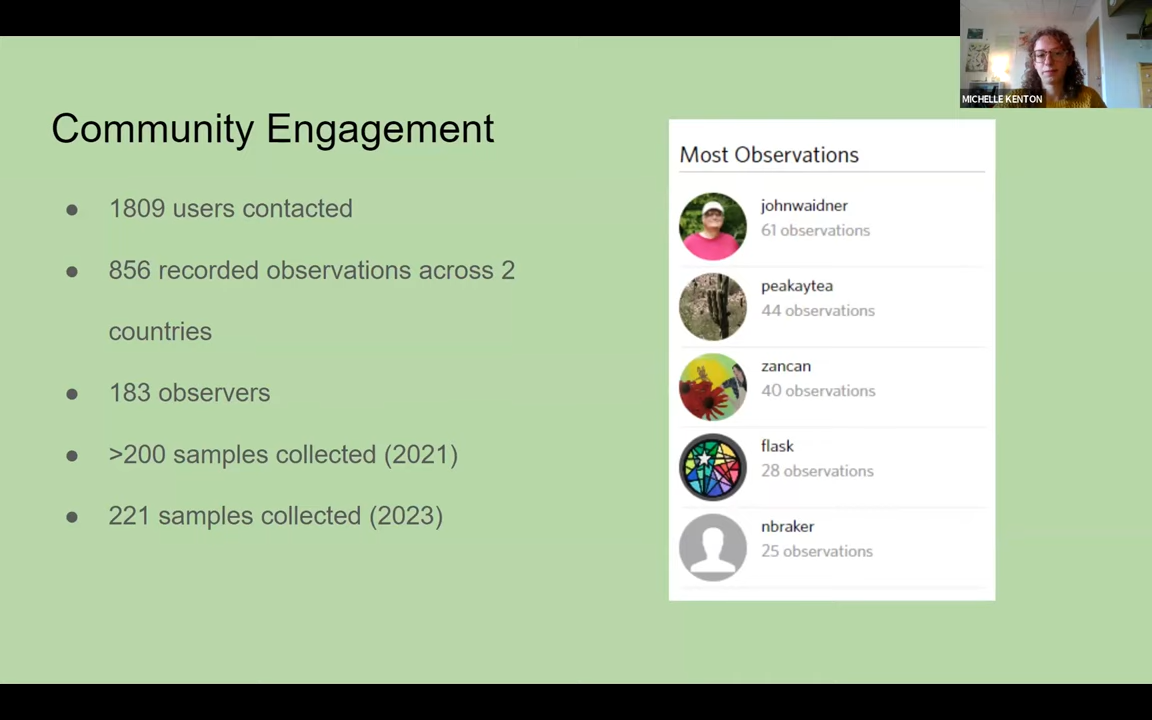 MICHELLE KENTON
Community Engagement
● 1809 users contacted
● 856 recorded observations across 2
countries
● 183 observers
● >200 samples collected (2021)
● 221 samples collected (2023)
Most Observations
johnwaidner
61 observations
peakaytea
44 observations
zancan
40 observations
flask
28 observations
nbraker
25 observations